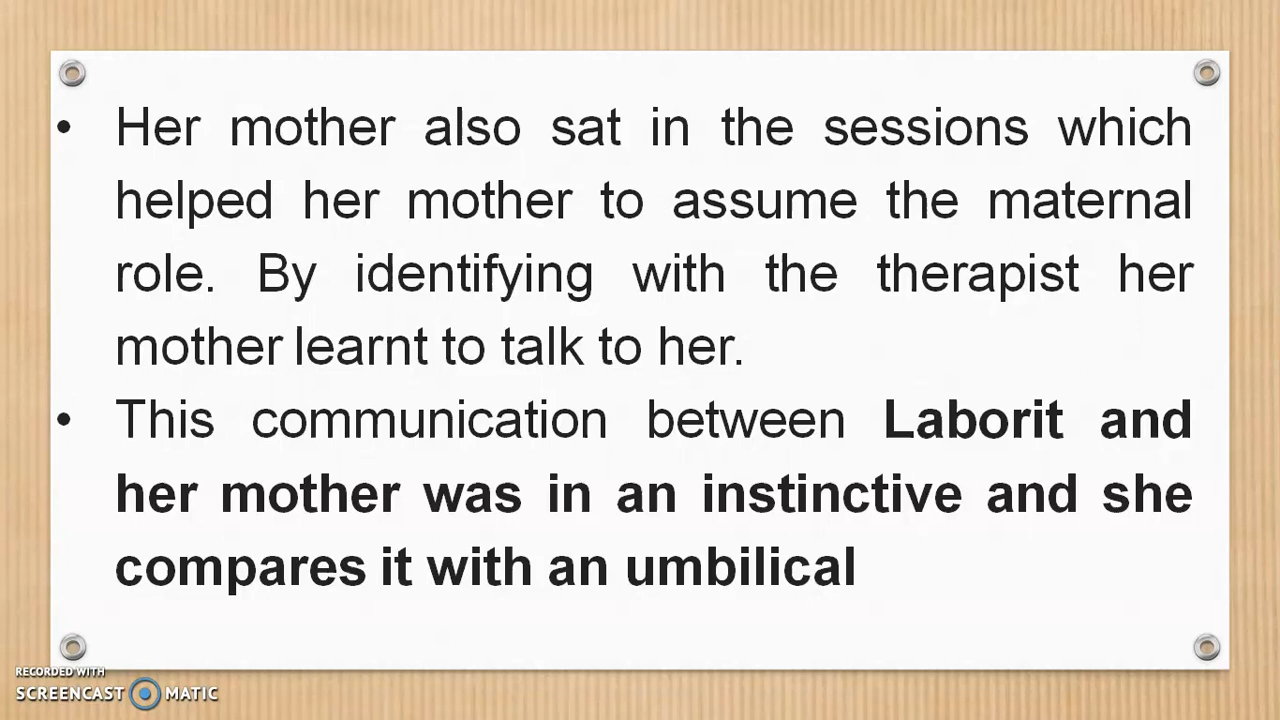 • Her mother also sat in the sessions which
helped her mother to assume the maternal
role. By identifying with the therapist her
mother learnt to talk to her.
• This communication between Laborit and
her mother was in an instinctive and she
compares it with an umbilical
RECORDED WITH
SCREENCAST MATIC